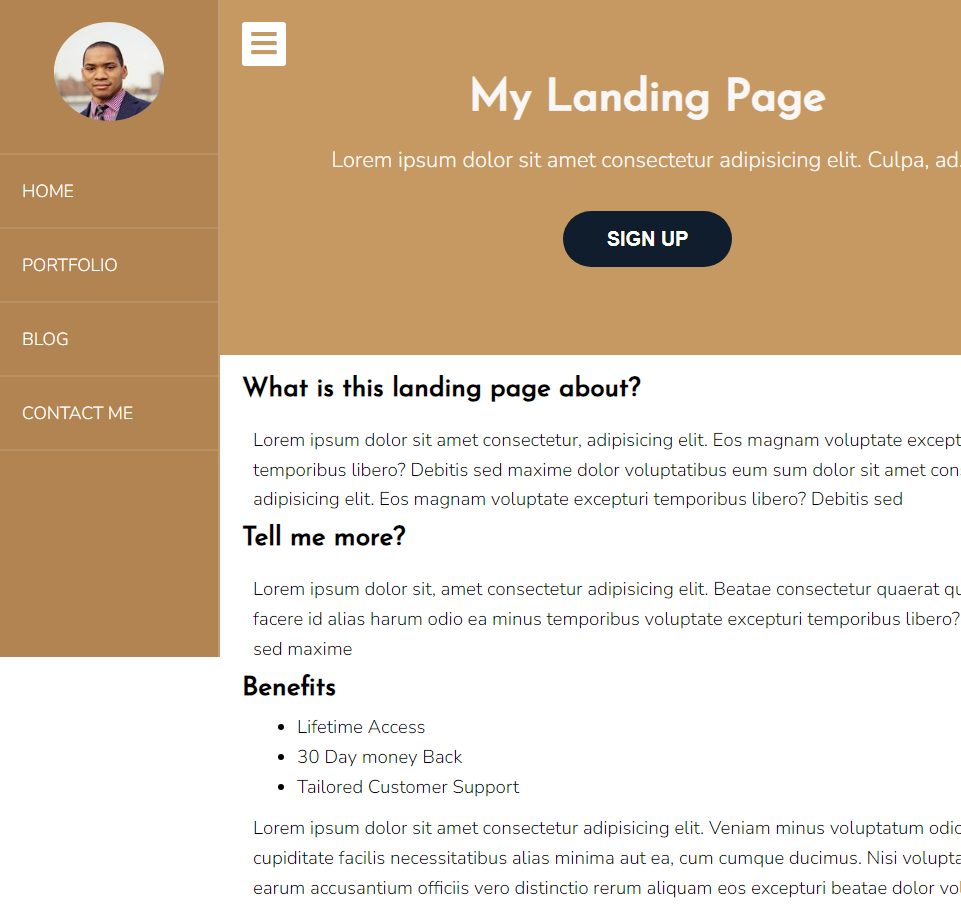 HOME
PORTFOLIO
BLOG
CONTACT ME
My Landing Page
Lorem ipsum dolor sit amet consectetur adipisicing elit. Culpa, ad.
SIGN UP
What is this landing page about?
Lorem ipsum dolor sit amet consectetur, adipisicing elit. Eos magnam voluptate except
temporibus libero? Debitis sed maxime dolor voluptatibus eum sum dolor sit amet con
adipisicing elit. Eos magnam voluptate excepturi temporibus libero? Debitis sed
Tell me more?
Lorem ipsum dolor sit, amet consectetur adipisicing elit. Beatae consectetur quaerat qu
facere id alias harum odio ea minus temporibus voluptate excepturi temporibus libero?
sed maxime
Benefits
Lifetime Access
30 Day money Back
Tailored Customer Support
Lorem ipsum dolor sit amet consectetur adipisicing elit. Veniam minus voluptatum odio
cupiditate facilis necessitatibus alias minima aut ea, cum cumque ducimus. Nisi volupta
earum accusantium officiis vero distinctio rerum aliquam eos excepturi beatae dolor vol